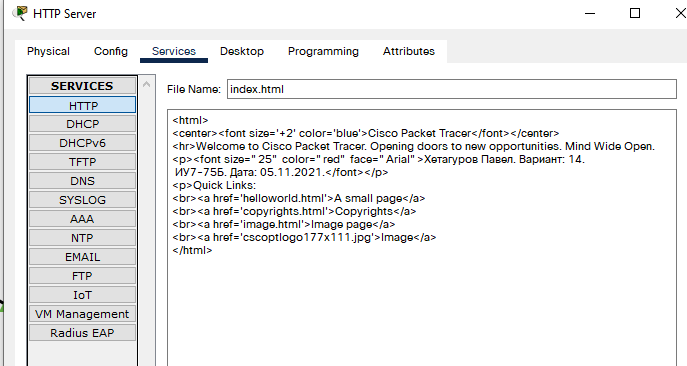 HTTP Server
Physical Config Services Desktop Programming Attributes
SERVICES
HTTP
DHCP
DHCPv6
TFTP
DNS
SYSLOG
AAA
NTP
EMAIL
FTP
IoT
VM Management
Radius EAP
File Name: index.html
<html>
<center><font size='+2' color='blue'>Cisco Packet Tracer</font></center>
<hr>Welcome to Cisco Packet Tracer. Opening doors to new opportunities. Mind Wide Open.
<p><font size=" 25" color=" red" face=" Arial" >Хетагуров Павел. Вариант: 14.
ИУ7-75Б. Дата: 05.11.2021.</font></p>
<p>Quick Links:
<br><a href='helloworld.html'>A small page</a>
<br><a href='copyrights.html'>Copyrights</a>
<br><a href='image.html'>Image page</a>
<br><a href='cscoptlogo177x111.jpg'>Image</a>
</html>